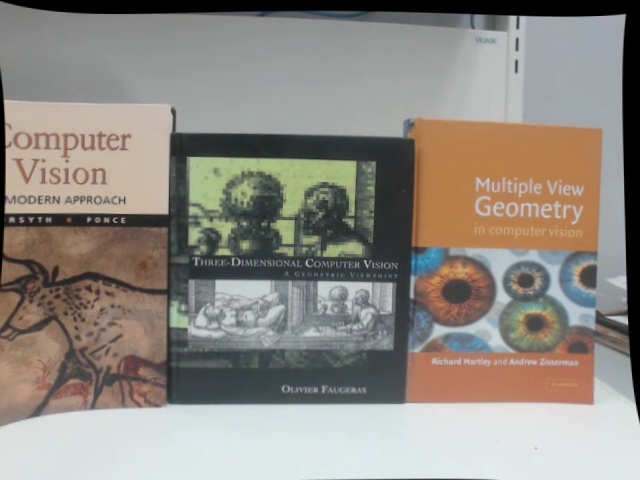 Computer
Vision
MODERN APPROACH
RSYTH ▪ PONCE
THREE-DIMENSIONAL COMPUTER VISION
A GEOMETRIC VIEWPOINT
OLIVIER FAUGERAS
Multiple View
Geometry
in computer vision
Richard Hartley and Andrew Zisserman